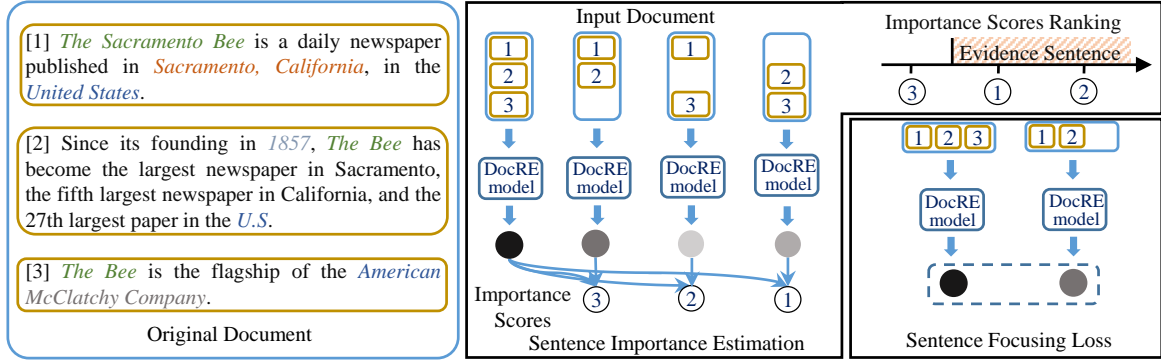 [1] The Sacramento Bee is a daily newspaper
published in Sacramento, California, in the
United States.
[2] Since its founding in 1857, The Bee has
become the largest newspaper in Sacramento,
the fifth largest newspaper in California, and the
27th largest paper in the U.S.
[3] The Bee is the flagship of the American
McClatchy Company.
Original Document
Input Document
1 1 1
2 2 2
3 3 3
DocRE DocRE DocRE DocRE
model model model model
Importance
Scores
3 2 1
Sentence Importance Estimation
Importance Scores Ranking
Evidence Sentence
3 1 2
1 2 3 1 2
DocRE DocRE
model model
Sentence Focusing Loss